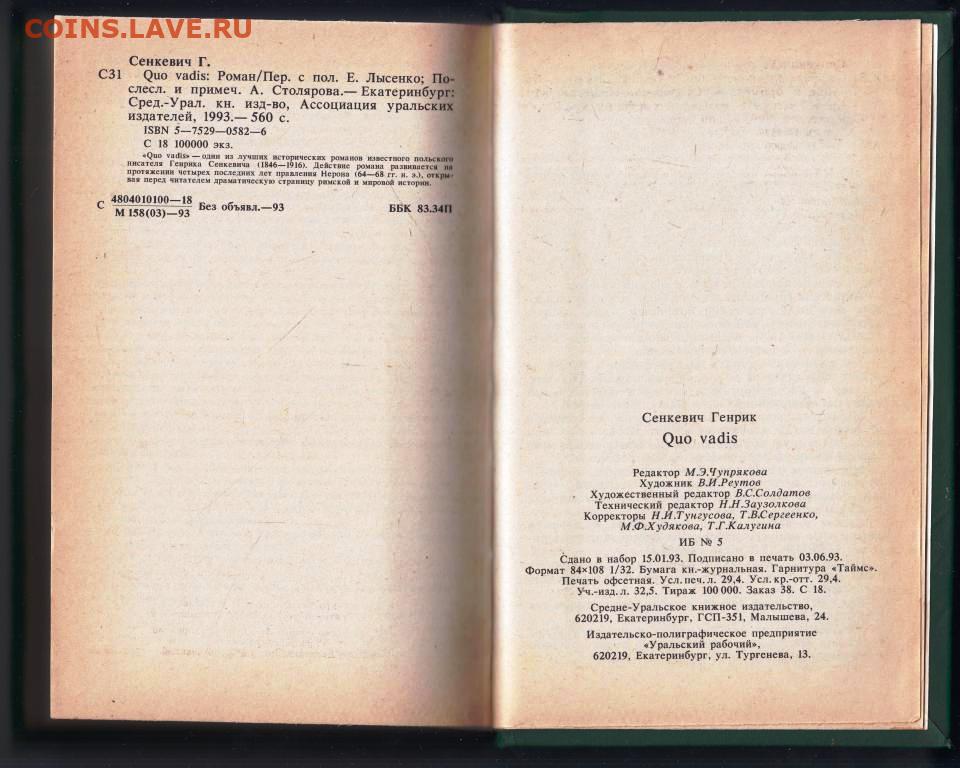 COINS.LAVE.RU
Сенкевич Г.
С31 Quo vadis: Роман/Пер. с пол. Е. Лысенко; По-
слесл. и примеч. А. Столярова.— Екатеринбург:
Сред.-Урал. кн. изд-во, Ассоциация уральских
издателей, 1993.— 560 с.
ISBN 5—7529—0582—6
С 18 100000 экз.
«Quo vadis» — один из лучших исторических романов известного польского
писателя Генрика Сенкевича (1846—1916). Действие романа развивается на
протяжении четырех последних лет правления Нерона (64—68 гг. н. э.), откры-
вая перед читателем драматическую страницу римской и мировой истории.
С 4804010100—18
М 158(03)—93 Без объявл.—93 ББК 83.34П
Сенкевич Генрик
Quo vadis
Редактор М.Э.Чупрякова
Художник В.И.Реутов
Художественный редактор В.С.Солдатов
Технический редактор Н.Н.Заузолкова
Корректоры Н.И.Тунгусова, Т.В.Сергеенко,
М.Ф.Худякова, Т.Г.Калугина
ИБ № 5
Сдано в набор 15.01.93. Подписано в печать 03.06.93.
Формат 84×108 1/32. Бумага кн.-журнальная. Гарнитура «Таймс».
Печать офсетная. Усл.печ.л. 29,4. Усл.кр.-отт. 29,4.
Уч.-изд.л. 32,5. Тираж 100 000. Заказ 38. С 18.
Средне-Уральское книжное издательство,
620219, Екатеринбург, ГСП-351, Малышева, 24.
Издательско-полиграфическое предприятие
«Уральский рабочий»,
620219, Екатеринбург, ул. Тургенева, 13.